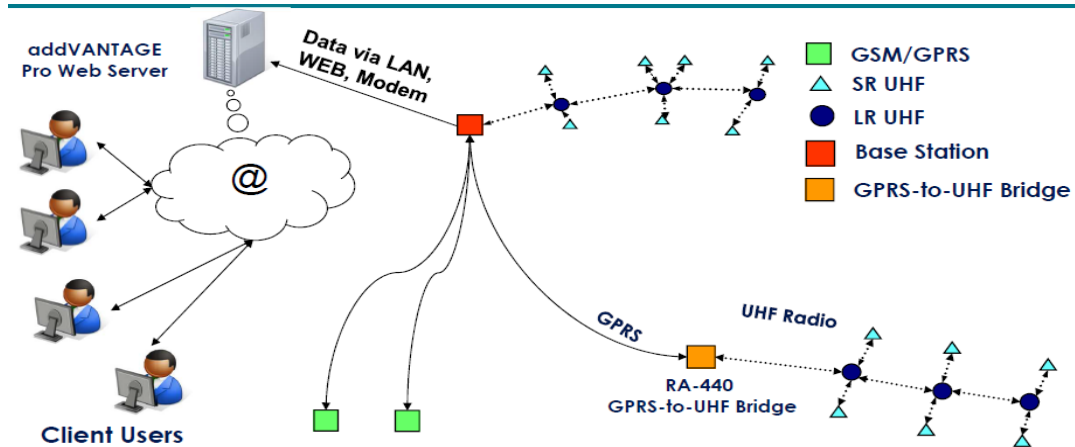 addVANTAGE
Pro Web Server
Data via LAN,
WEB, Modem
@
GSM/GPRS
SR UHF
LR UHF
Base Station
GPRS-to-UHF Bridge
GPRS
UHF Radio
RA-440
GPRS-to-UHF Bridge
Client Users